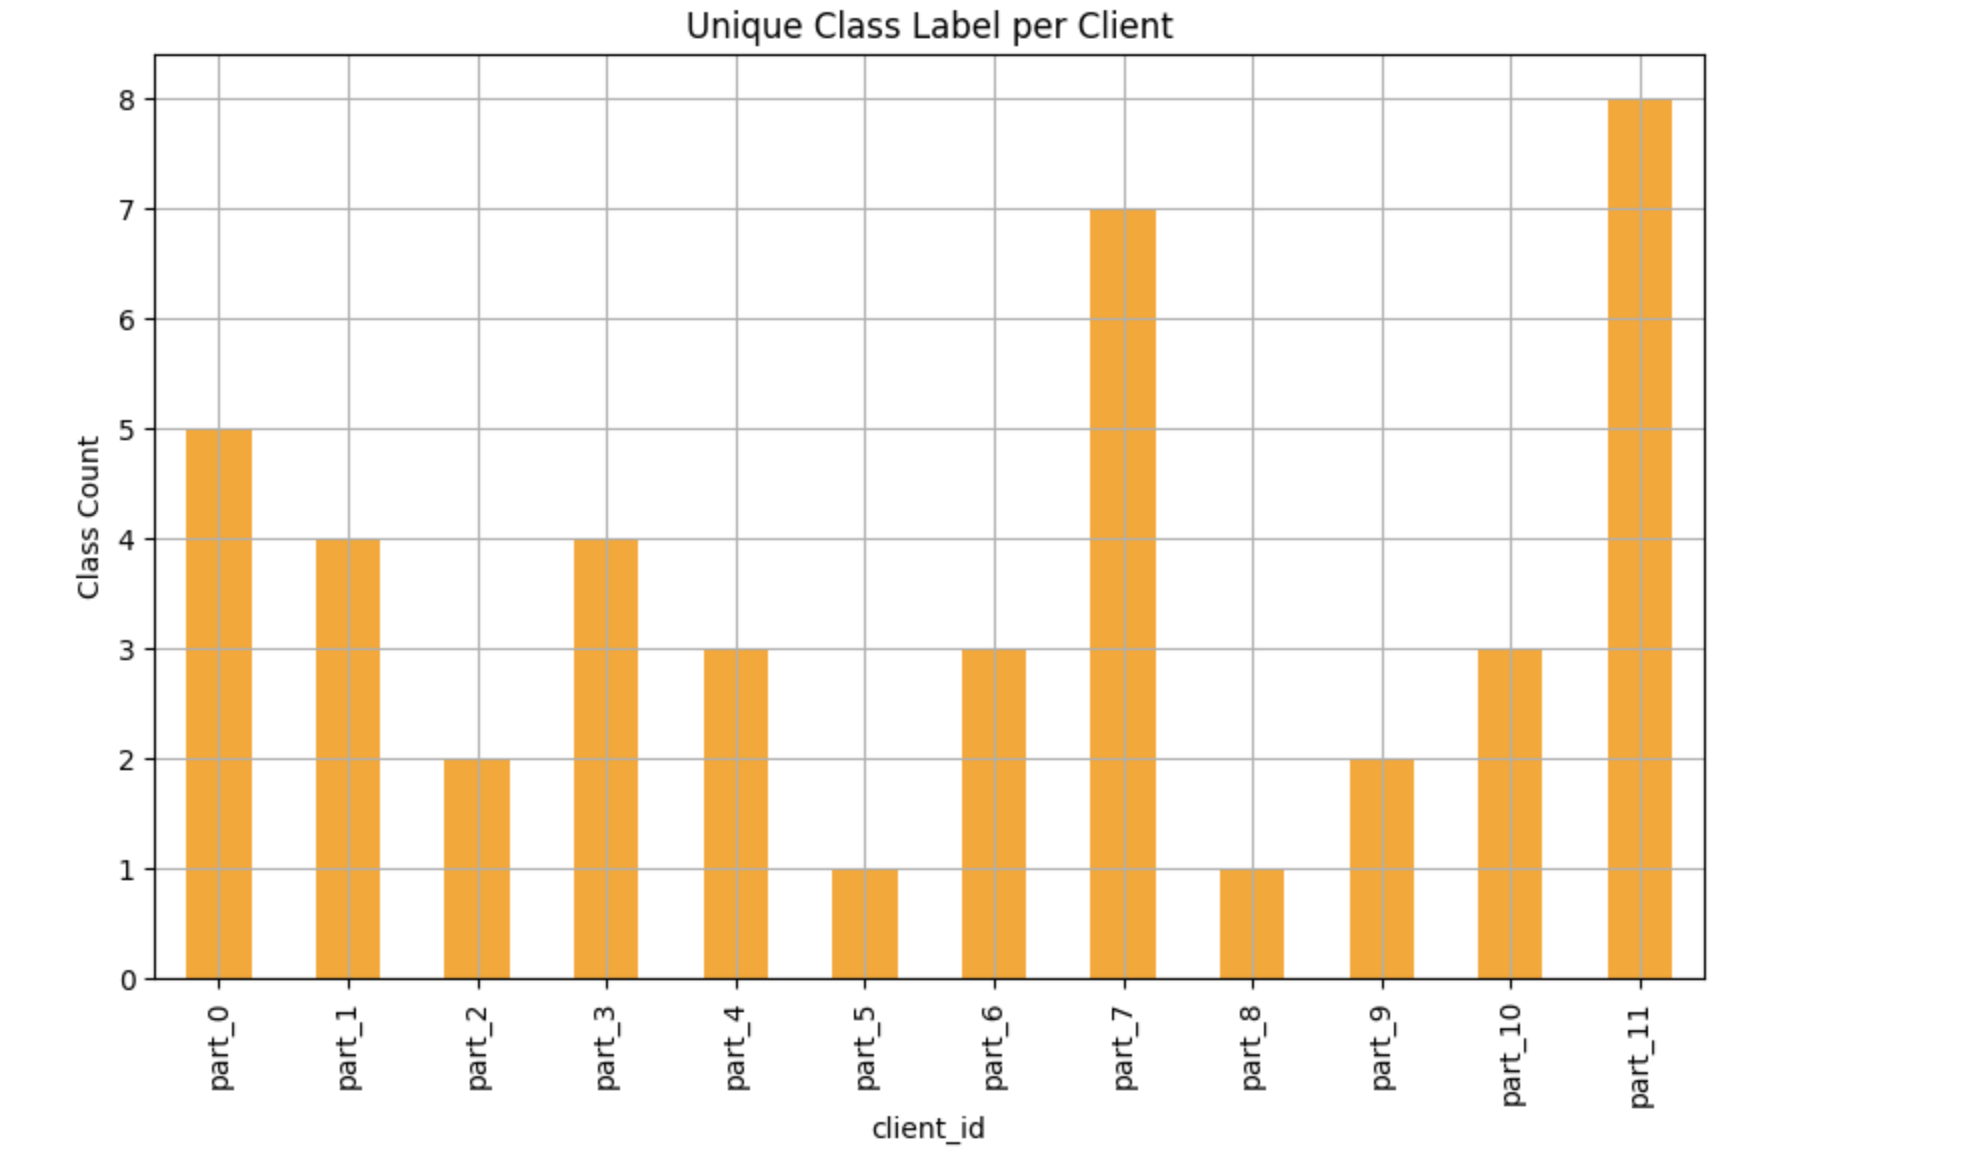 Unique Class Label per Client
8
7
6
5
4
3
2
1
0
Class Count
part_0
part_1
part_2
part_3
part_4
part_5
part_6
part_7
part_8
part_9
part_10
part_11
client_id